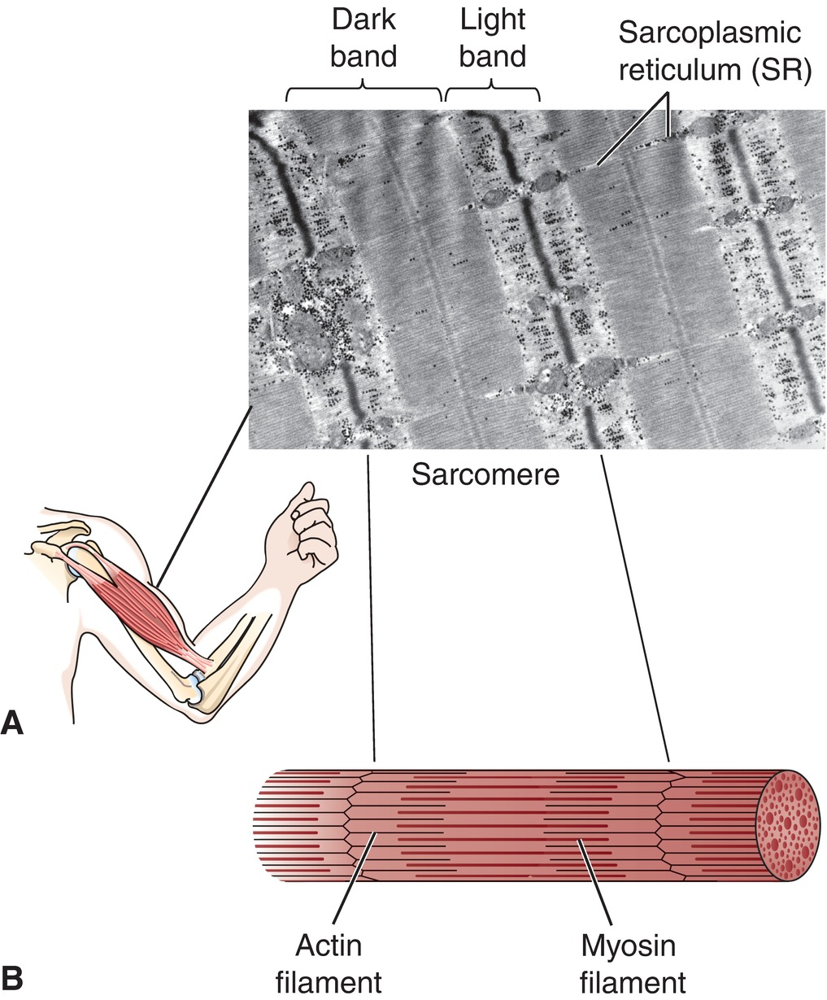 Dark
band
Light
band
Sarcoplasmic
reticulum (SR)
Sarcomere
A
Actin
filament
Myosin
filament
B